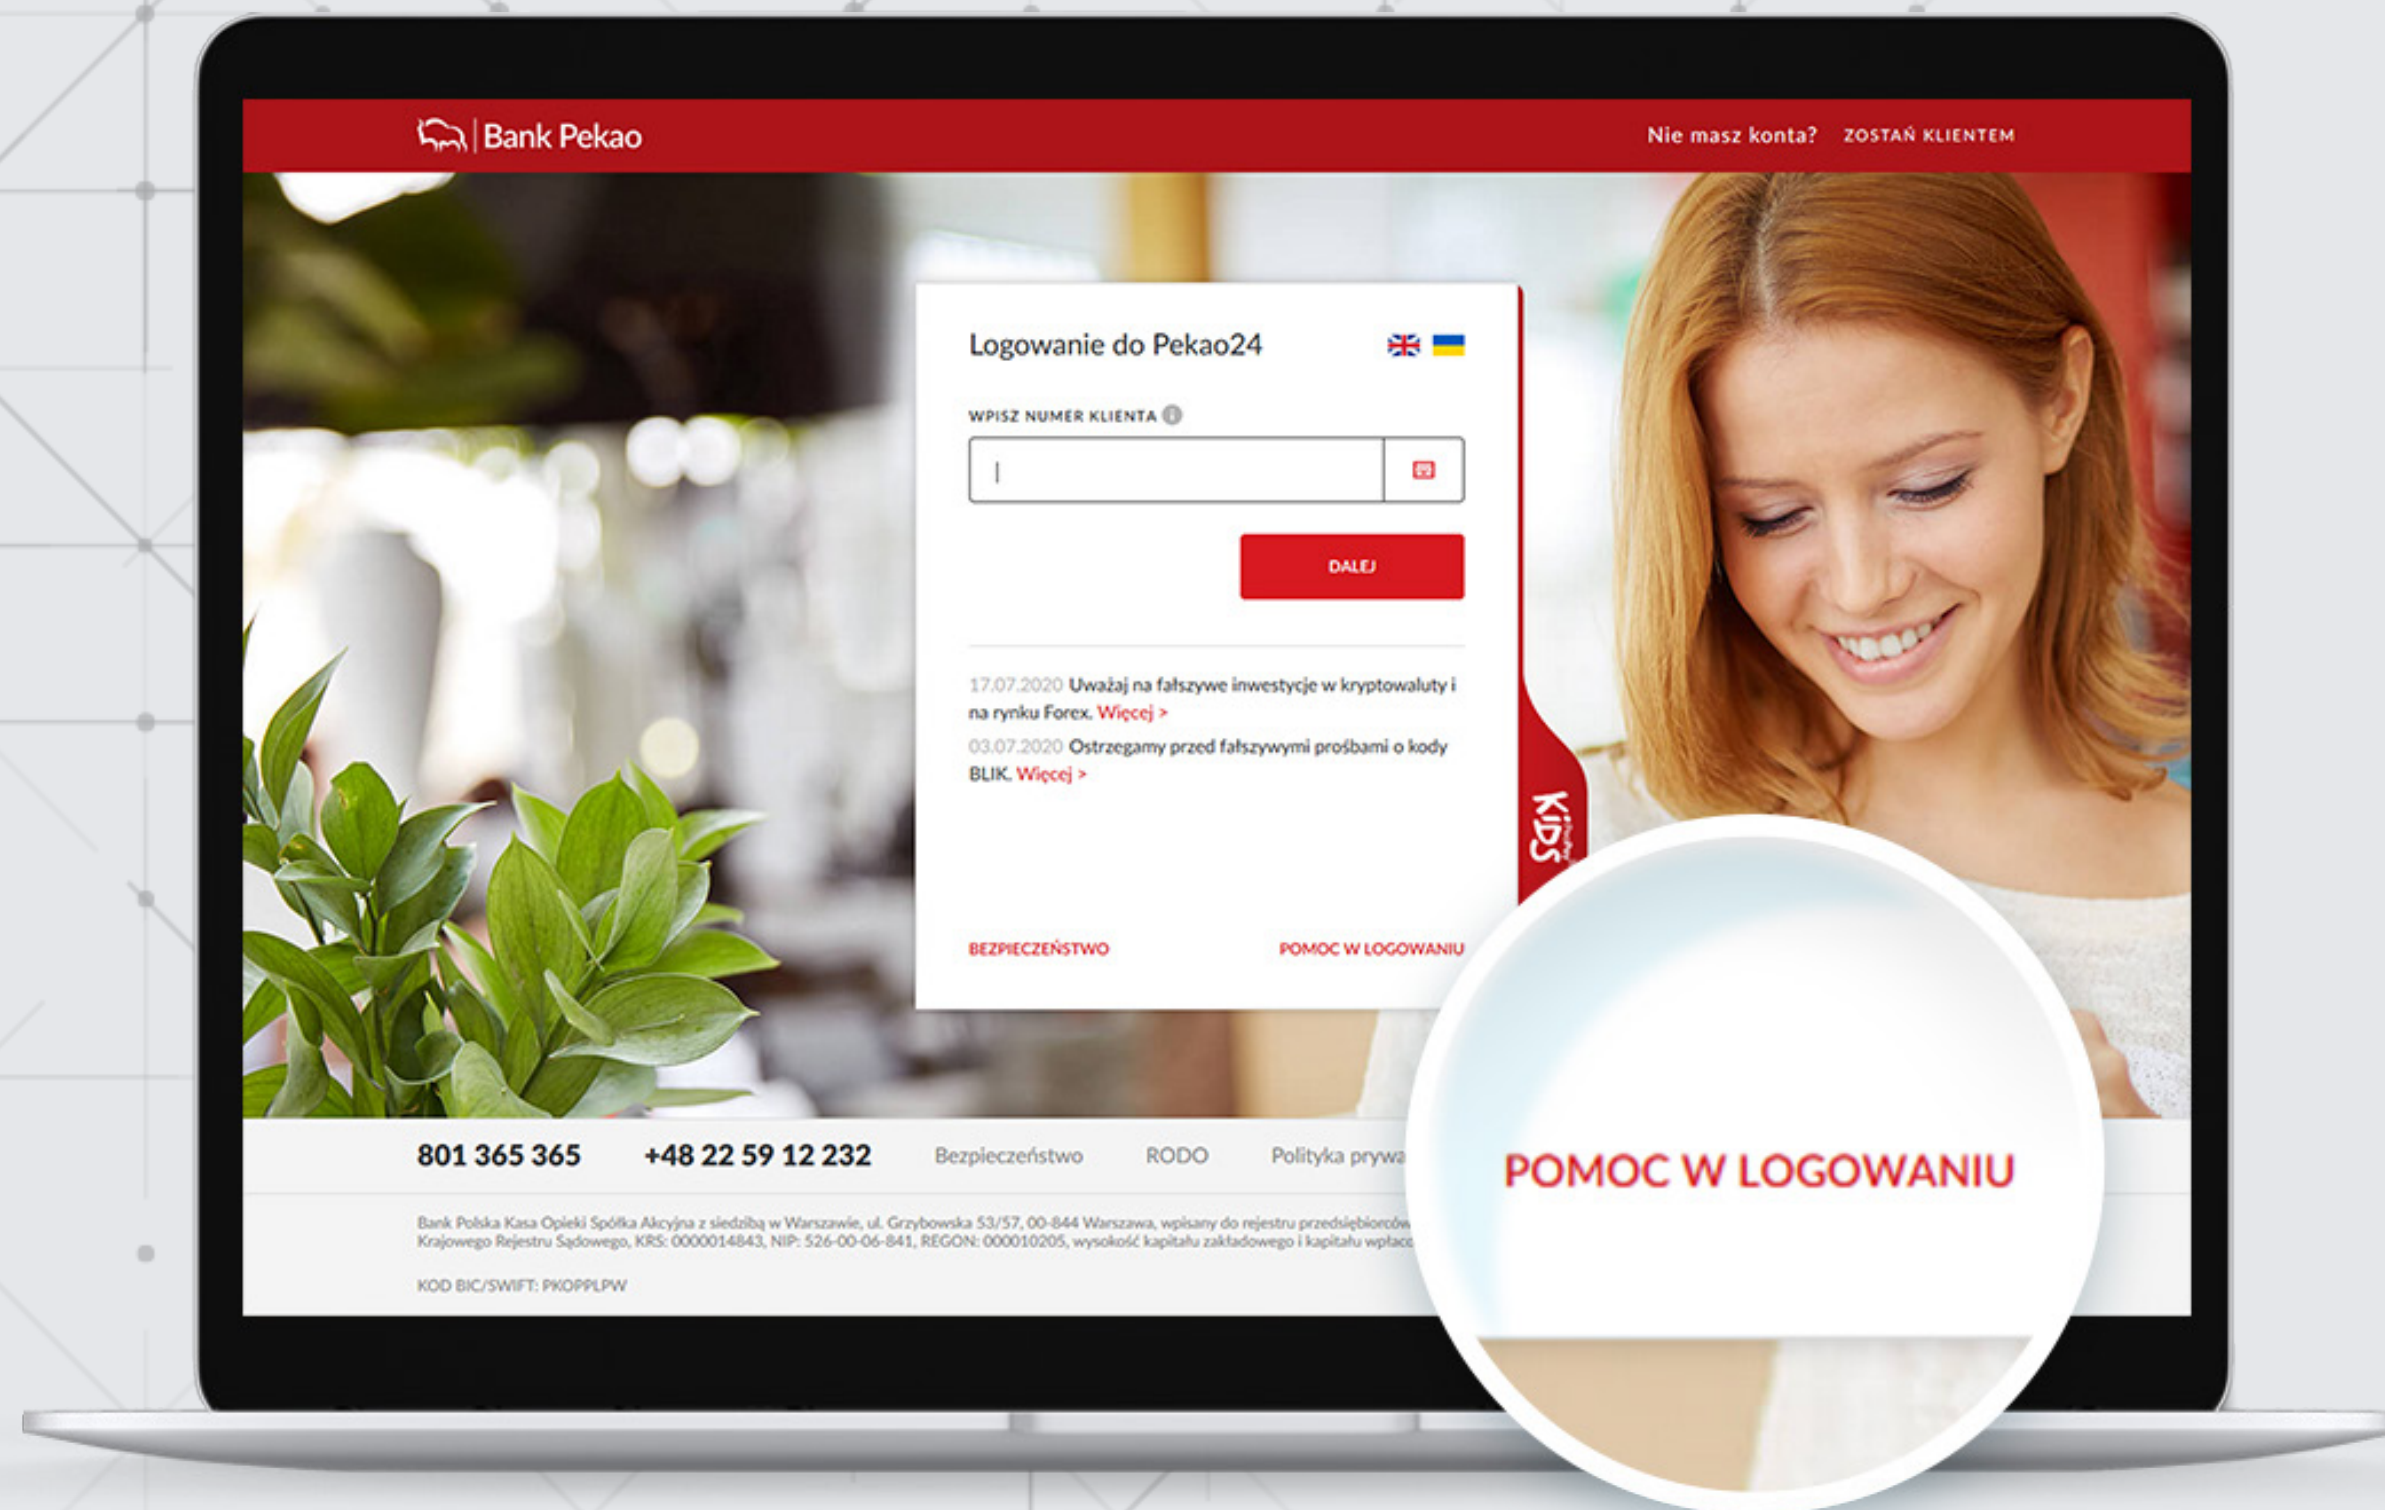 Bank Pekao
Nie masz konta? ZOSTAŃ KLIENTEM
Logowanie do Pekao24
WPISZ NUMER KLIENTA
DALEJ
17.07.2020 Uważaj na fałszywe inwestycje w kryptowaluty i
na rynku Forex. Więcej >
03.07.2020 Ostrzegamy przed fałszywymi prośbami o kody
BLIK. Więcej >
KiDS
BEZPIECZEŃSTWO
POMOC W LOGOWANIU
801 365 365 +48 22 59 12 232 Bezpieczeństwo RODO Polityka prywa
POMOC W LOGOWANIU
Bank Polska Kasa Opieki Spółka Akcyjna z siedzibą w Warszawie, ul. Grzybowska 53/57, 00-844 Warszawa, wpisany do rejestru przedsiębiorców
Krajowego Rejestru Sądowego, KRS: 0000014843, NIP: 526-00-06-841, REGON: 000010205, wysokość kapitału zakładowego i kapitału wpłaco
KOD BIC/SWIFT: PKOPPLPW